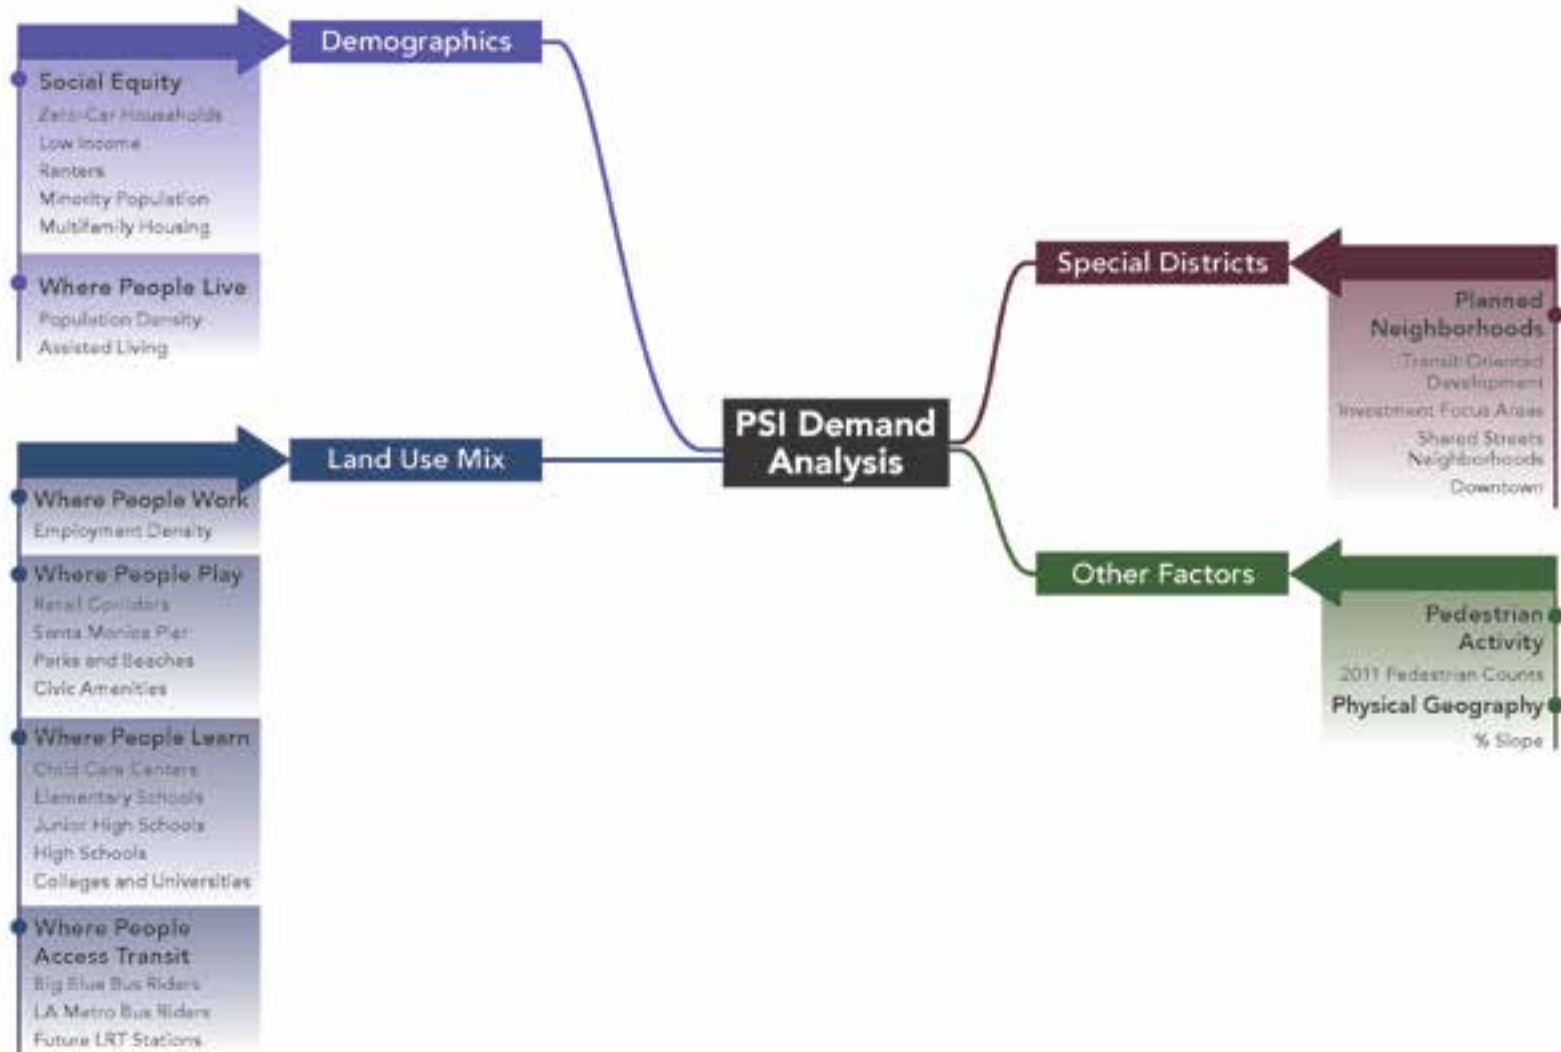 Demographics
Social Equity
Zero-Car Households
Low Income
Renters
Minority Population
Multifamily Housing
Where People Live
Population Density
Assisted Living
Land Use Mix
Where People Work
Employment Density
Where People Play
Retail Corridors
Santa Monica Pier
Parks and Beaches
Civic Amenities
Where People Learn
Child Care Centers
Elementary Schools
Junior High Schools
High Schools
Colleges and Universities
Where People
Access Transit
Big Blue Bus Riders
LA Metro Bus Riders
Future LRT Stations
PSI Demand
Analysis
Special Districts
Planned
Neighborhoods
Transit Oriented
Development
Investment Focus Areas
Shared Streets
Neighborhoods
Downtown
Other Factors
Pedestrian
Activity
2011 Pedestrian Counts
Physical Geography
% Slope